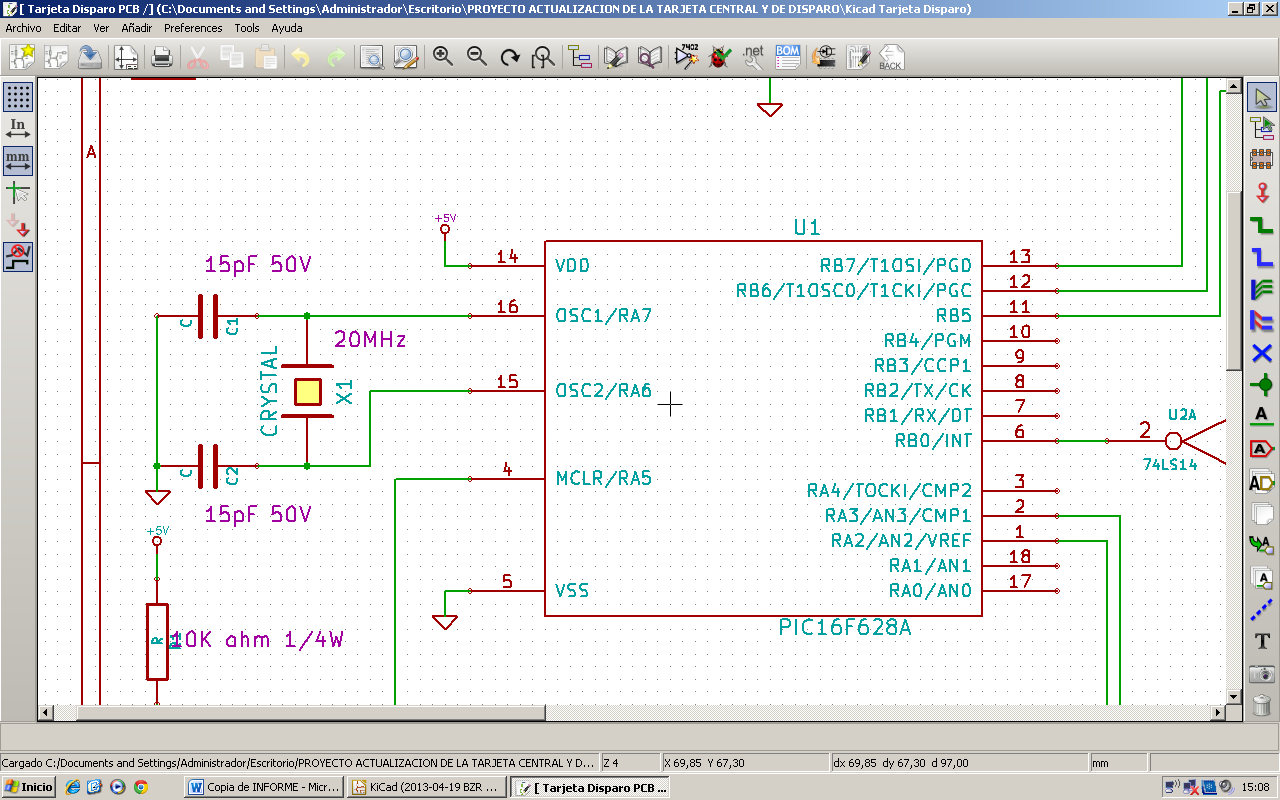 [ Tarjeta Disparo PCB /] (C:\Documents and Settings\Administrador\Escritorio\PROYECTO ACTUALIZACION DE LA TARJETA CENTRAL Y DE DISPARO\Kicad Tarjeta Disparo)
Archivo Editar Ver Añadir Preferences Tools Ayuda
7402 .net BOM BACK
In
mm
A
+5V
U1
15pF 50V
14 VDD
RB7/T1OSI/PGD 13
RB6/T1OSCO/T1CKI/PGC 12
16 OSC1/RA7
RB5 11
C C1
20MHz
RB4/PGM 10
RB3/CCP1 9
CRYSTAL X1
15 OSC2/RA6
RB2/TX/CK 8
RB1/RX/DT 7
RB0/INT 6
2 U2A
74LS14
C C2
4 MCLR/RA5
15pF 50V
RA4/TOCKI/CMP2 3
RA3/AN3/CMP1 2
+5V
RA2/AN2/VREF 1
RA1/AN1 18
5 VSS
RA0/AN0 17
PIC16F628A
R 10K ohm 1/4W
A
A
A
T
Cargado C:/Documents and Settings/Administrador/Escritorio/PROYECTO ACTUALIZACION DE LA TARJETA CENTRAL Y D... Z 4 X 69,85 Y 67,30 dx 69,85 dy 67,30 d 97,00 mm
Inicio Copia de INFORME - Micr... KiCad (2013-04-19 BZR ... [ Tarjeta Disparo PCB ... 15:08